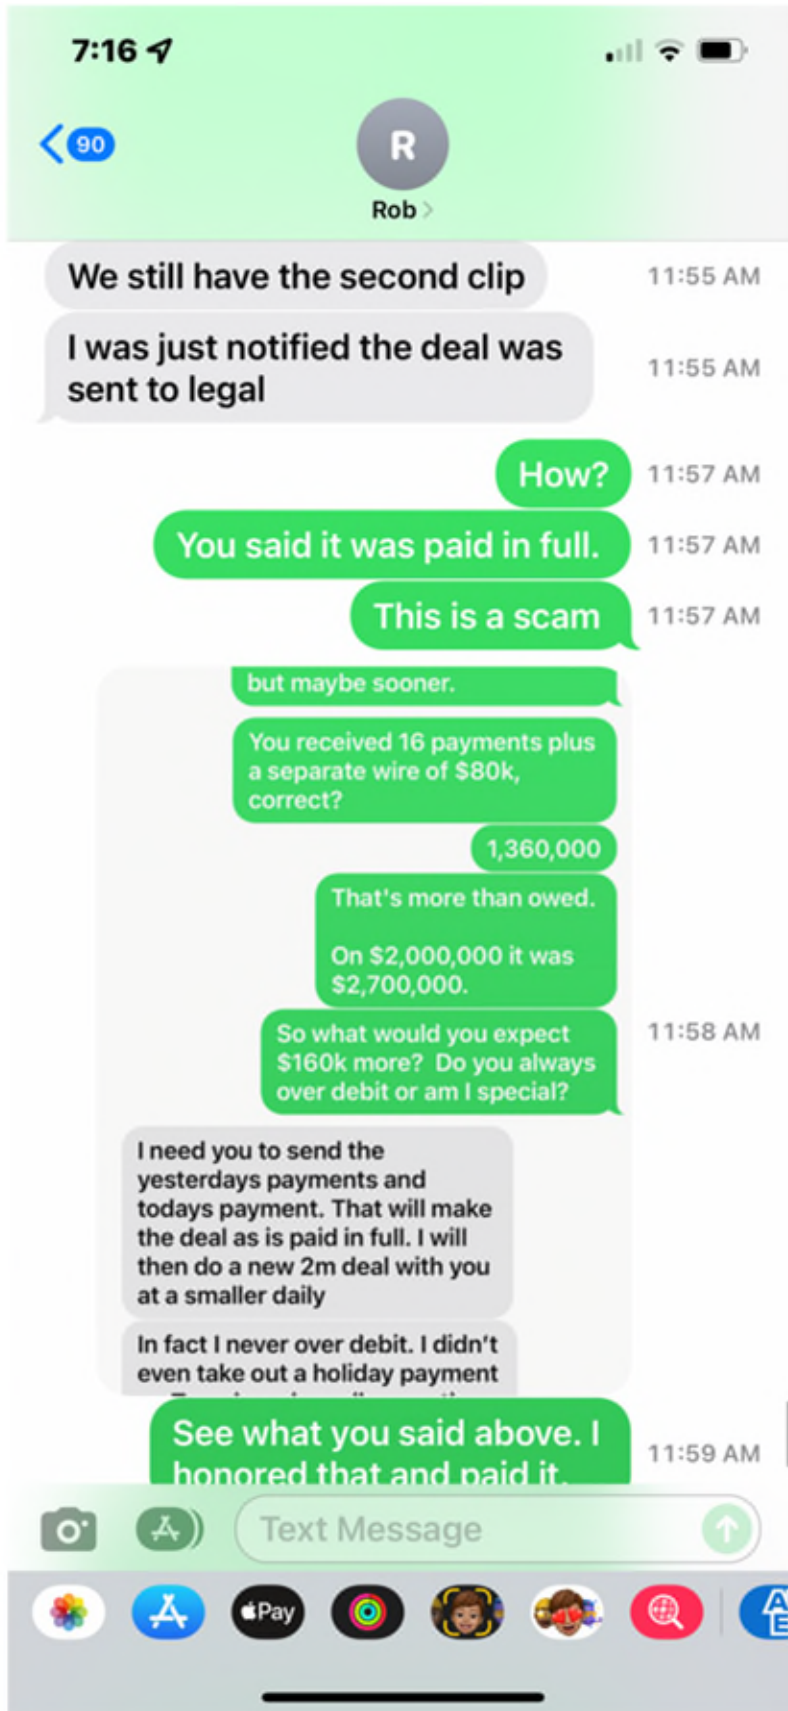 7:16
90
R
Rob
We still have the second clip
11:55 AM
I was just notified the deal was
sent to legal
11:55 AM
How?
11:57 AM
You said it was paid in full.
11:57 AM
This is a scam
11:57 AM
but maybe sooner.
You received 16 payments plus
a separate wire of $80k,
correct?
1,360,000
That's more than owed.
On $2,000,000 it was
$2,700,000.
So what would you expect
$160k more? Do you always
over debit or am I special?
11:58 AM
I need you to send the
yesterdays payments and
todays payment. That will make
the deal as is paid in full. I will
then do a new 2m deal with you
at a smaller daily
In fact I never over debit. I didn't
even take out a holiday payment
See what you said above. I
honored that and paid it.
11:59 AM
Text Message
Pay